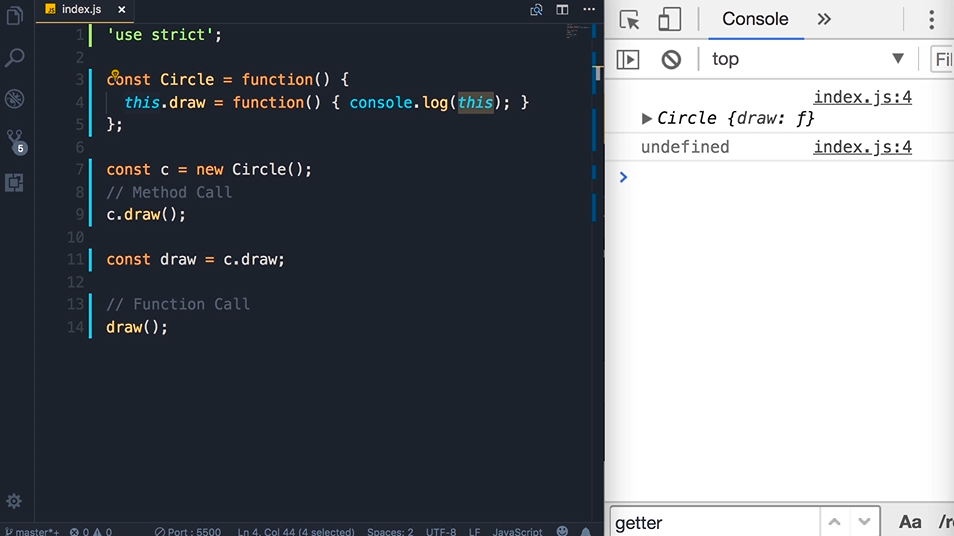 index.js
1 'use strict';
2
3 const Circle = function() {
4 this.draw = function() { console.log(this); }
5 };
6
7 const c = new Circle();
8 // Method Call
9 c.draw();
10
11 const draw = c.draw;
12
13 // Function Call
14 draw();
5
master*+ 0 0 Port : 5500 Ln 4, Col 44 (4 selected) Spaces: 2 UTF-8 LF JavaScript
Console
top Fil
index.js:4
Circle {draw: ƒ}
undefined index.js:4
getter Aa